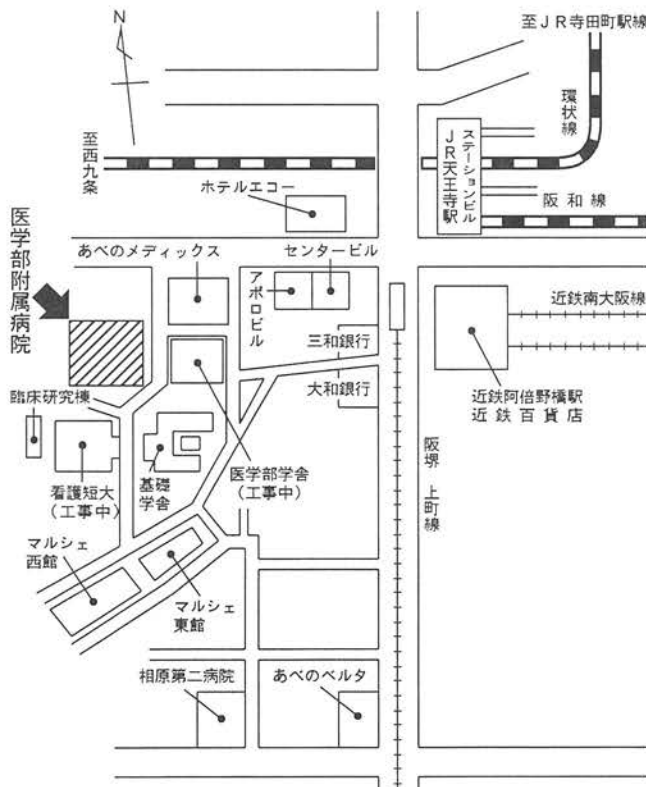 N
至JR寺田町駅線
環状線
至西九条
ステーションビル
JR天王寺駅
阪和線
ホテルエコー
医学部附属病院
あべのメディックス
センタービル
アポロビル
近鉄南大阪線
三和銀行
大和銀行
近鉄阿倍野橋駅
近鉄百貨店
臨床研究棟
看護短大
(工事中)
基礎
学舎
医学部学舎
(工事中)
阪堺 上町線
マルシェ
西館
マルシェ
東館
相原第二病院
あべのベルタ